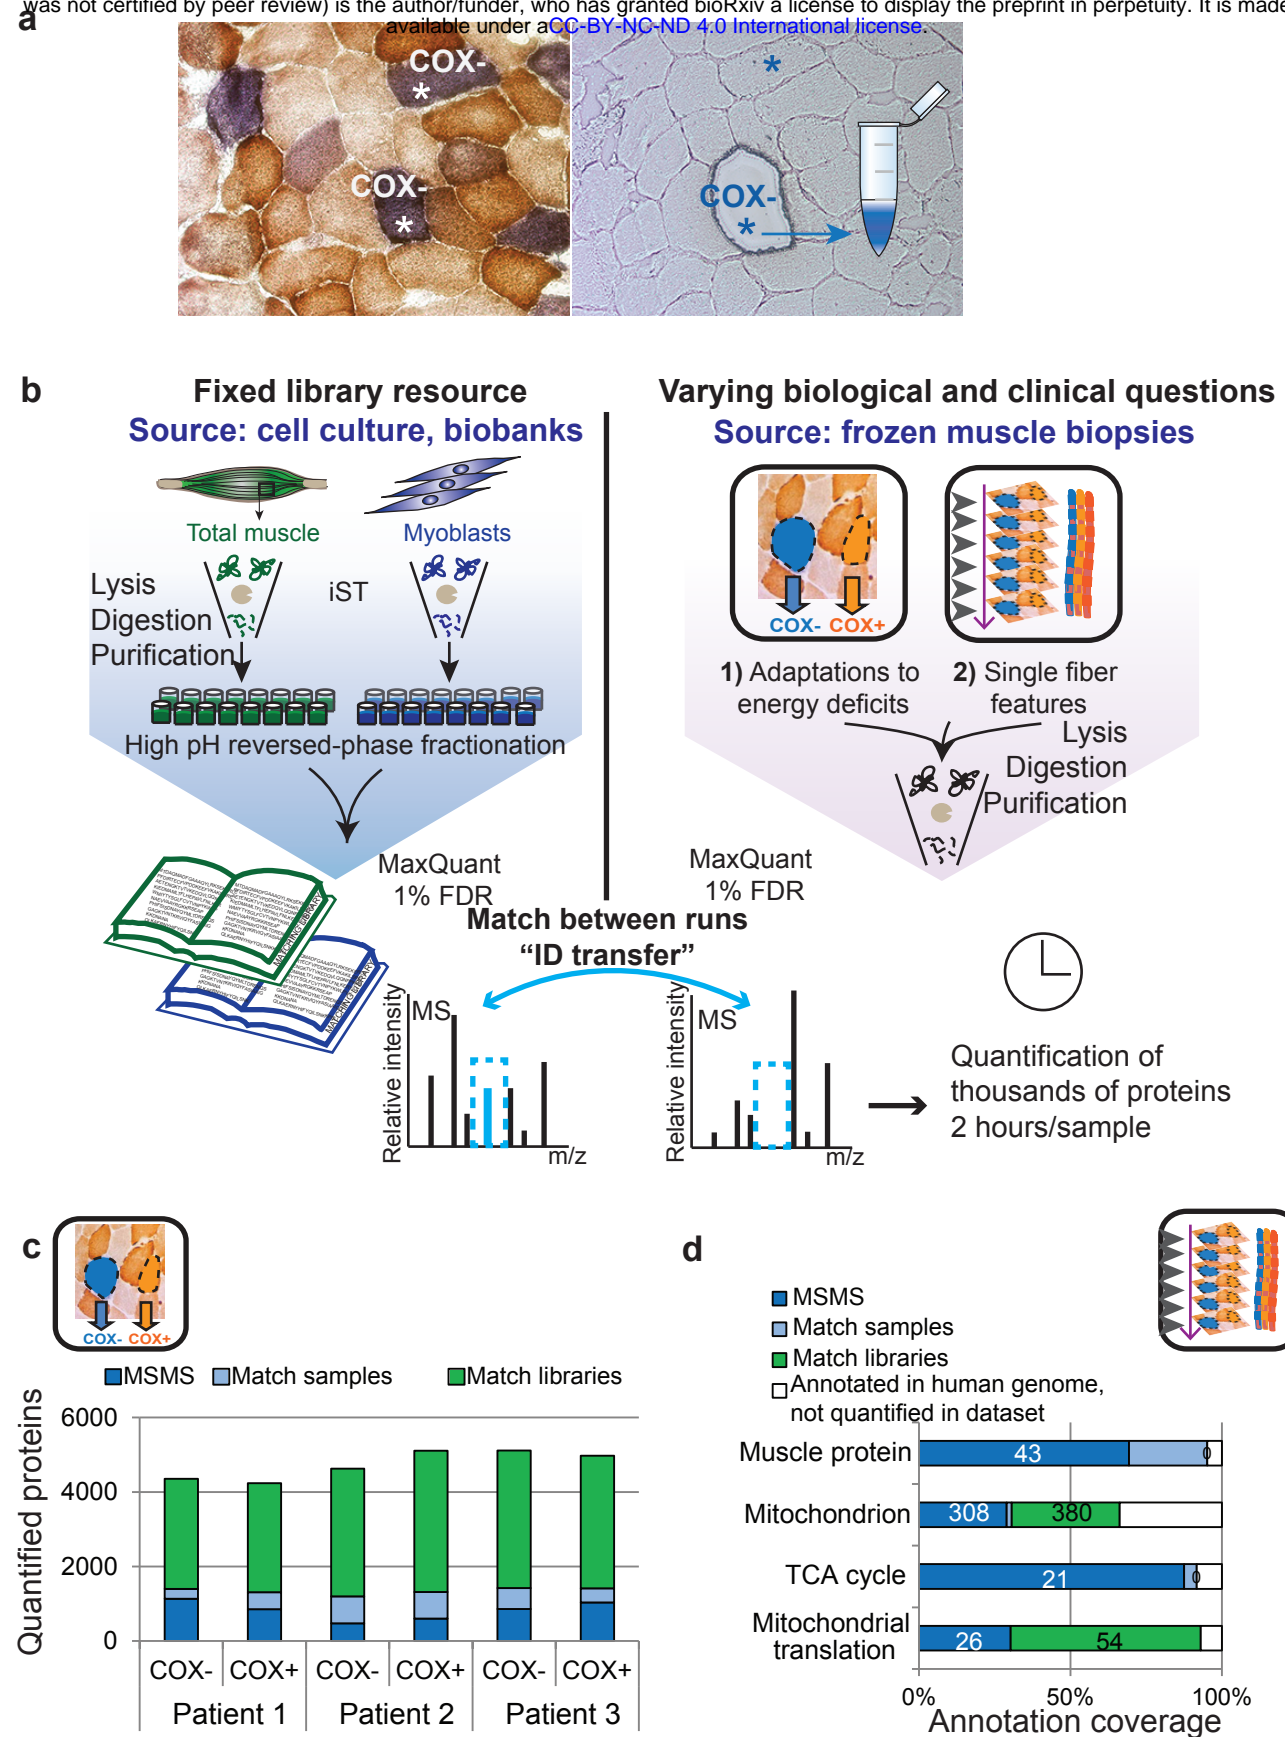 was not certified by peer review) is the author/funder, who has granted bioRxiv a license to display the preprint in perpetuity. It is made
available under aCC-BY-NC-ND 4.0 International license.
a
COX-
*
COX-
*
*
COX-
*
b
Fixed library resource
Source: cell culture, biobanks
Total muscle
Myoblasts
Lysis
Digestion
Purification
iST
High pH reversed-phase fractionation
MaxQuant
1% FDR
MATCHING LIBRARY
MATCHING LIBRARY
Varying biological and clinical questions
Source: frozen muscle biopsies
COX- COX+
1) Adaptations to
energy deficits
2) Single fiber
features
Lysis
Digestion
Purification
MaxQuant
1% FDR
Match between runs
“ID transfer”
Relative intensity
MS
m/z
Relative intensity
MS
m/z
Quantification of
thousands of proteins
2 hours/sample
c
COX- COX+
MSMS Match samples Match libraries
Quantified proteins
6000
4000
2000
0
COX- COX+ COX- COX+ COX- COX+
Patient 1 Patient 2 Patient 3
d
MSMS
Match samples
Match libraries
Annotated in human genome,
not quantified in dataset
Muscle protein 43 0
Mitochondrion 308 380
TCA cycle 21 0
Mitochondrial
translation 26 54
0% 50% 100%
Annotation coverage